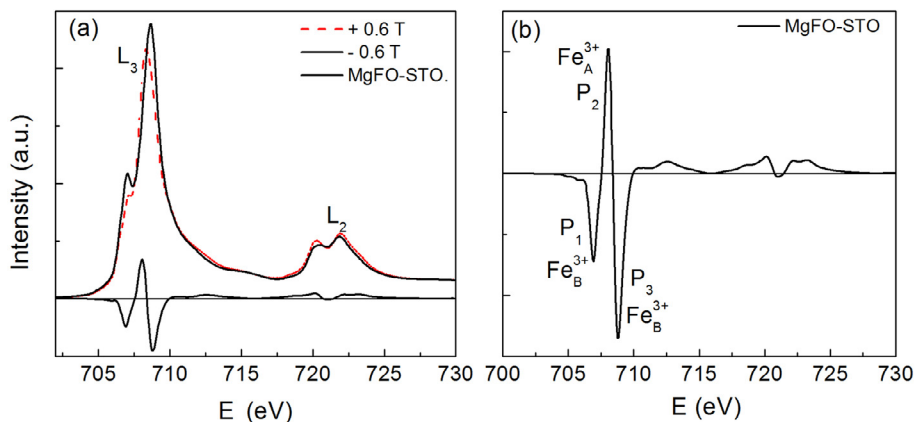 (a)
+ 0.6 T
- 0.6 T
MgFO-STO.
L₃
L₂
Intensity (a.u.)
705 710 715 720 725 730
E (eV)
(b)
MgFO-STO
Fe³⁺A
P₂
P₁
Fe³⁺B
P₃
Fe³⁺B
700 705 710 715 720 725 730
E (eV)